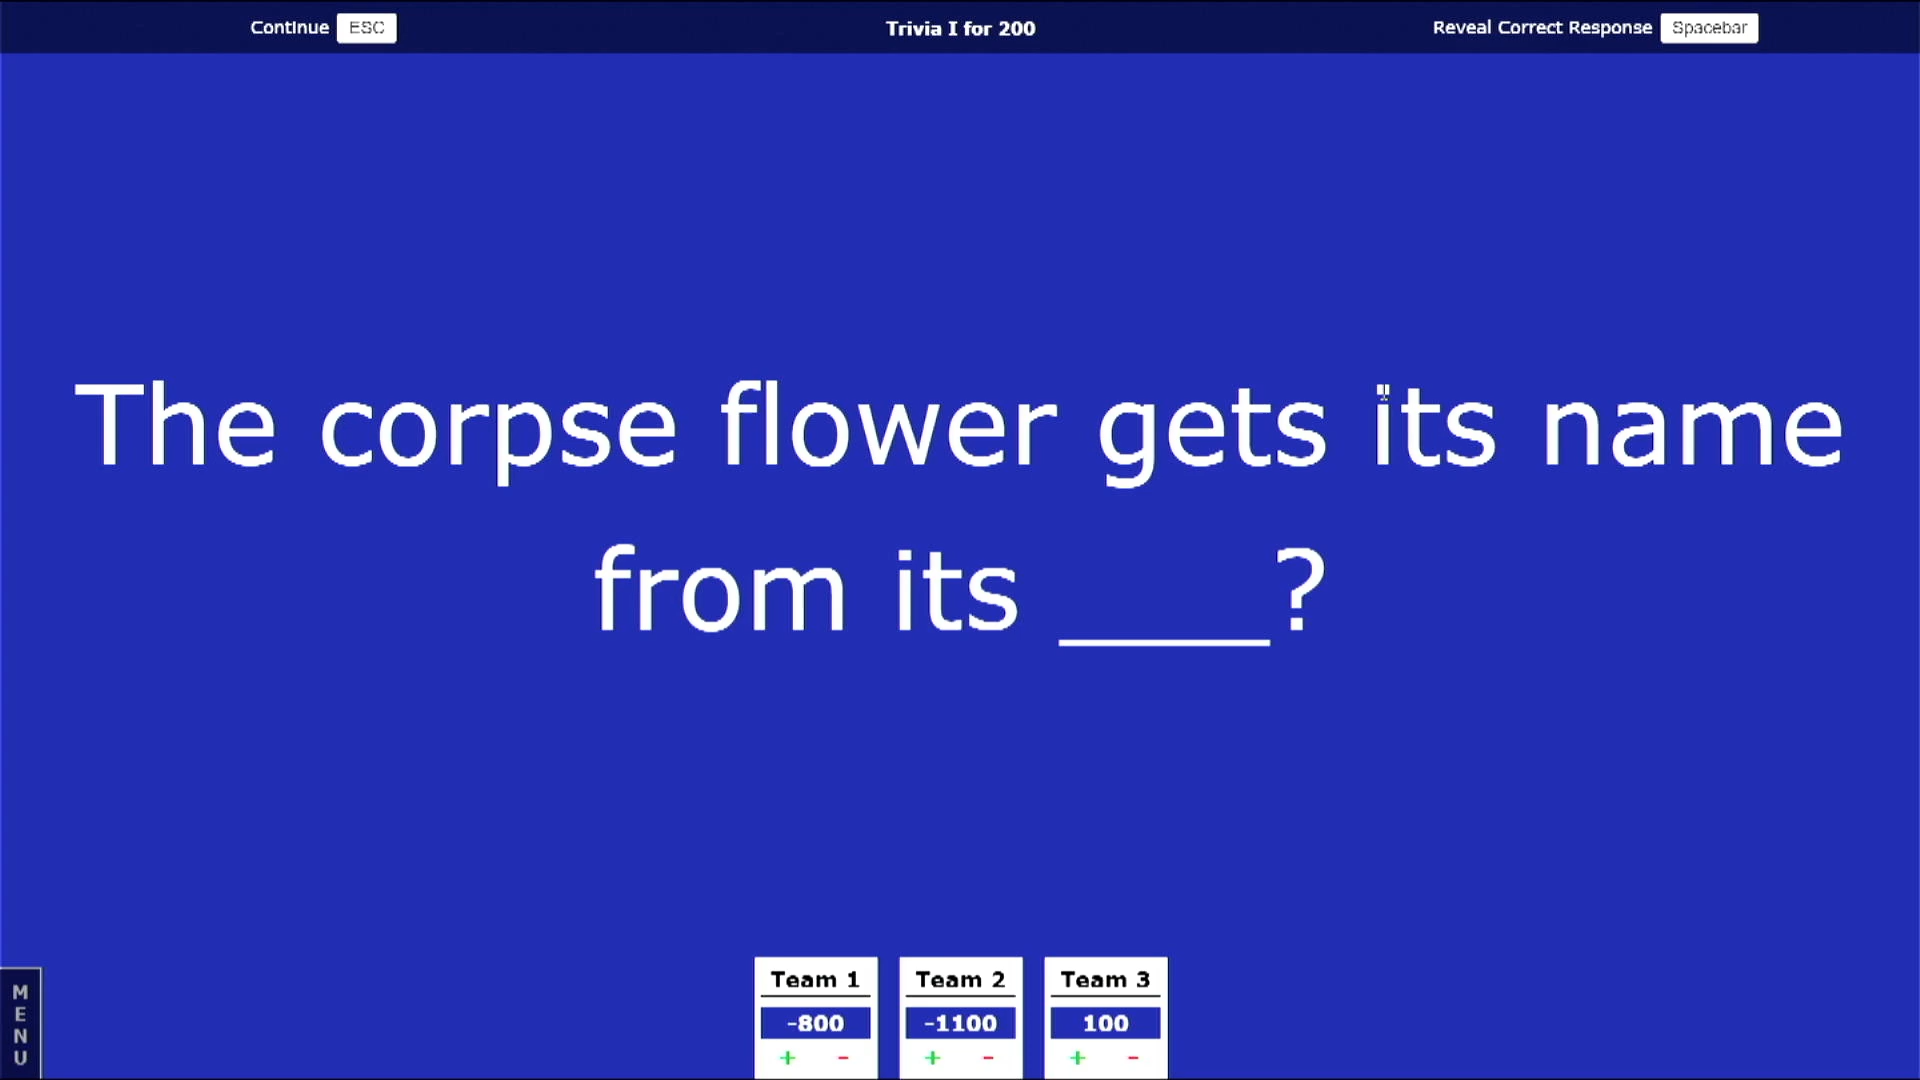 Continue ESC
Trivia I for 200
Reveal Correct Response Spacebar
The corpse flower gets its name
from its ____?
MENU
Team 1
-800
+ -
Team 2
-1100
+ -
Team 3
100
+ -